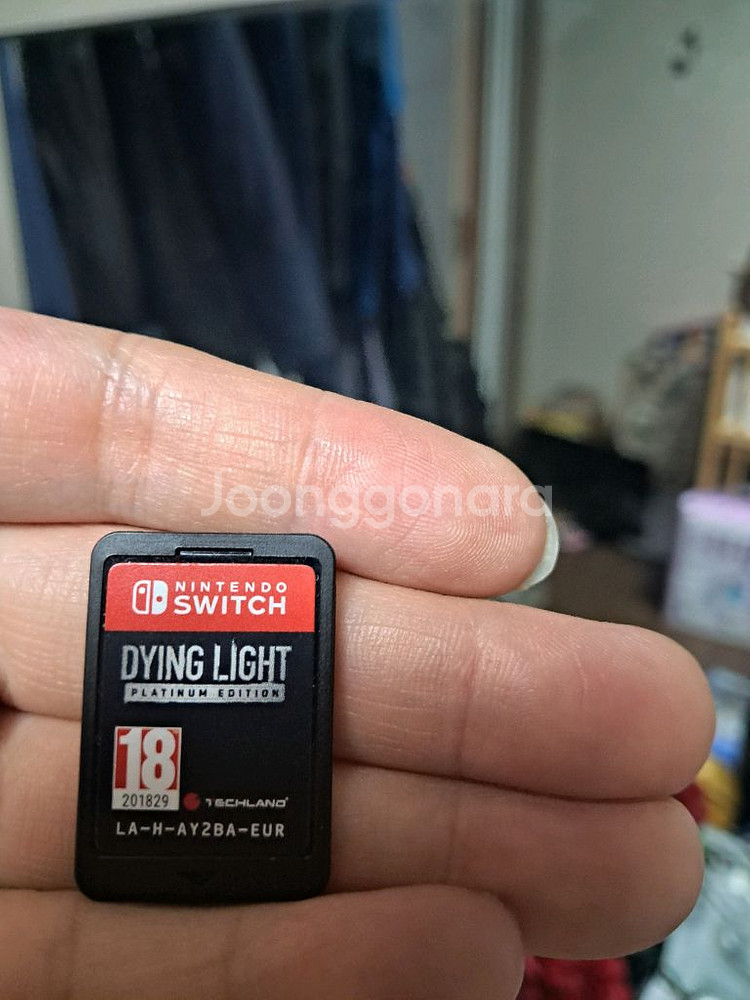 Joonggonara
NINTENDO
SWITCH
DYING LIGHT
PLATINUM EDITION
18
201829
TECHLAND
LA-H-AY2BA-EUR